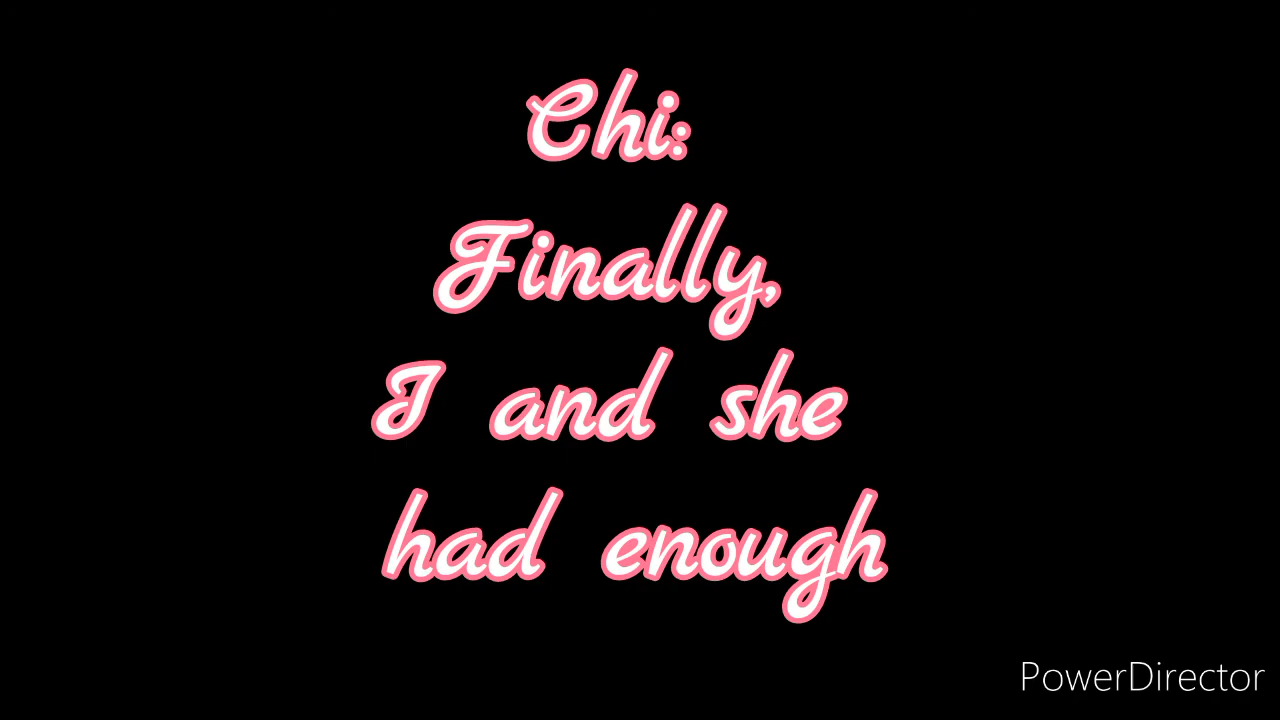 Chi:
Finally,
I and she
had enough
PowerDirector